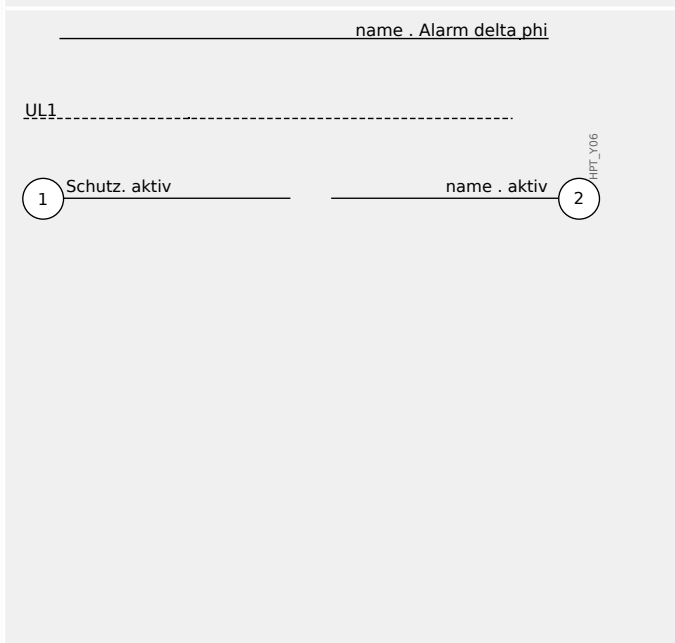 name . Alarm delta phi
UL1
HPT_Y06
1 Schutz. aktiv name . aktiv 2